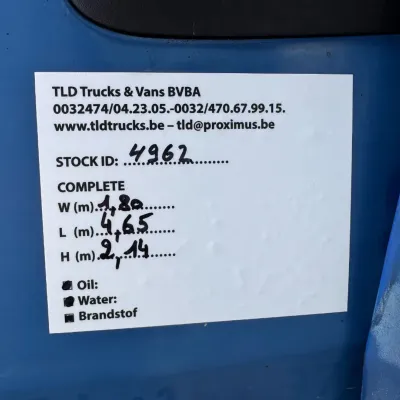 TLD Trucks & Vans BVBA
0032474/04.23.05.-0032/470.67.99.15.
www.tldtrucks.be – tld@proximus.be
STOCK ID: ...4962...........
COMPLETE
W (m).1,80.............
L (m).4,65.............
H (m).2,14.............
Oil:
Water:
Brandstof